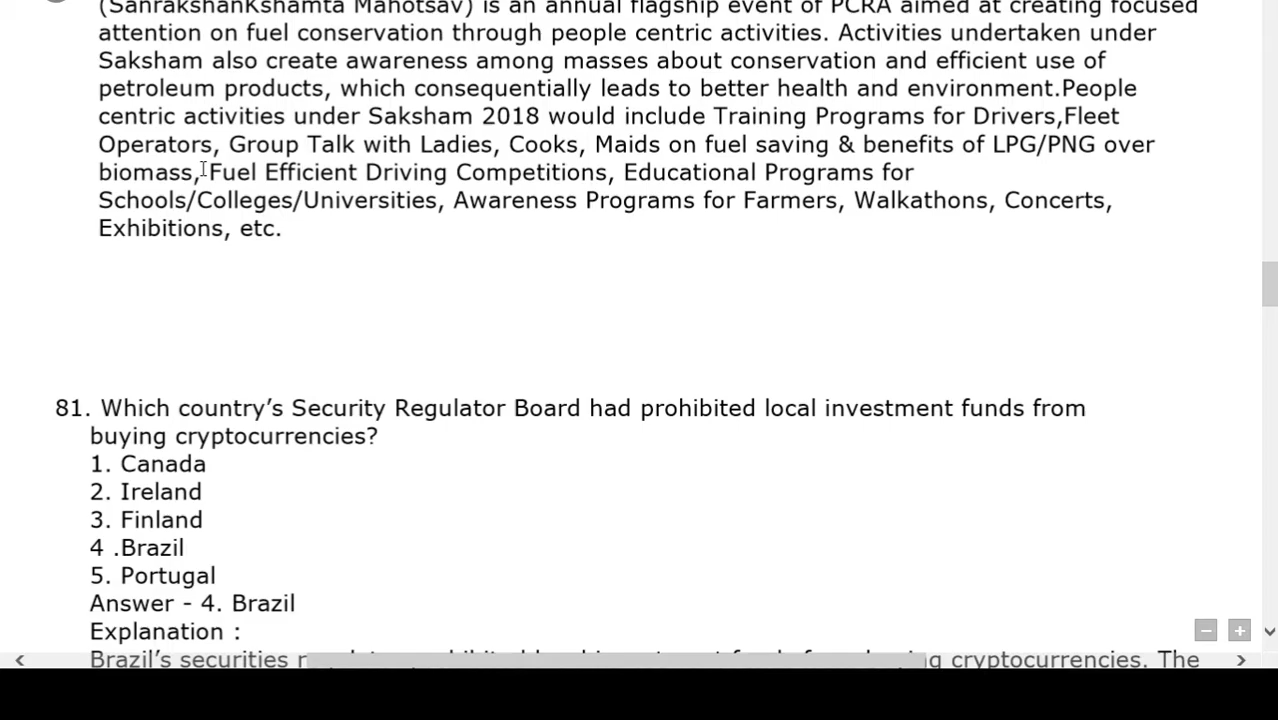 (SanrakshanKshamta Mahotsav) is an annual flagship event of PCRA aimed at creating focused
attention on fuel conservation through people centric activities. Activities undertaken under
Saksham also create awareness among masses about conservation and efficient use of
petroleum products, which consequentially leads to better health and environment.People
centric activities under Saksham 2018 would include Training Programs for Drivers,Fleet
Operators, Group Talk with Ladies, Cooks, Maids on fuel saving & benefits of LPG/PNG over
biomass, Fuel Efficient Driving Competitions, Educational Programs for
Schools/Colleges/Universities, Awareness Programs for Farmers, Walkathons, Concerts,
Exhibitions, etc.
81. Which country’s Security Regulator Board had prohibited local investment funds from
buying cryptocurrencies?
1. Canada
2. Ireland
3. Finland
4 .Brazil
5. Portugal
Answer - 4. Brazil
Explanation :
Brazil’s securities cryptocurrencies. The